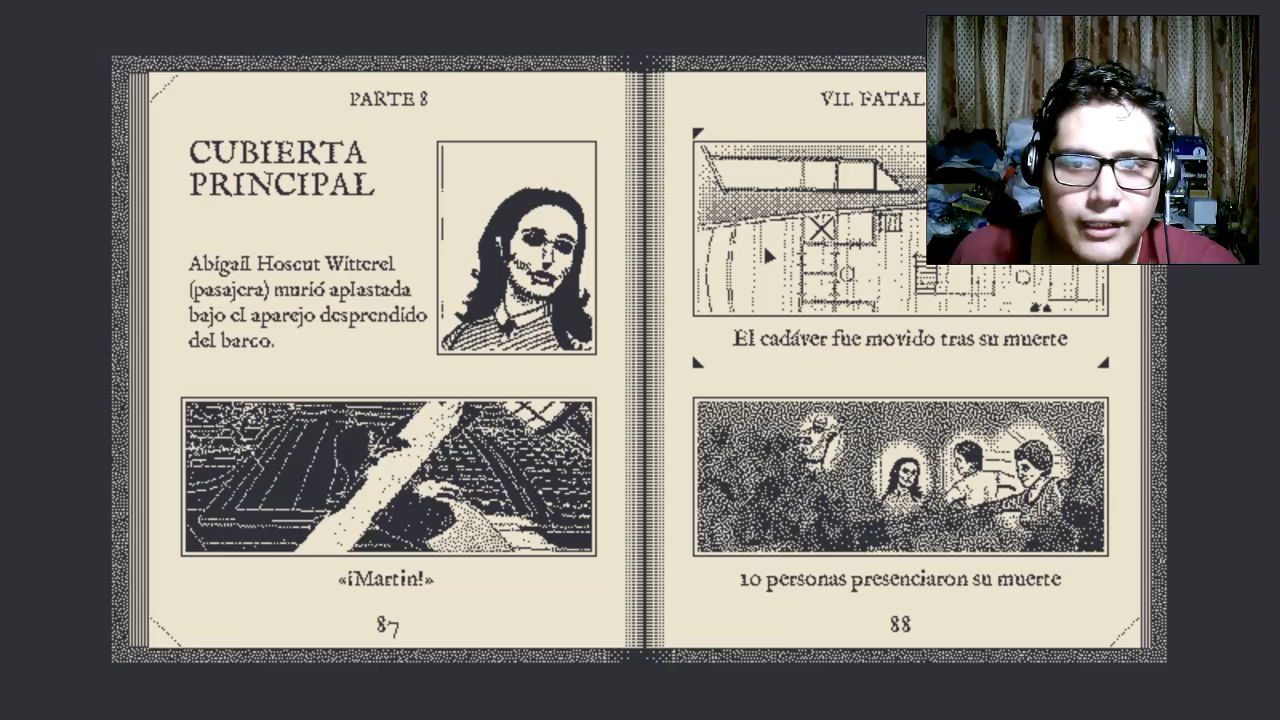 PARTE 8
CUBIERTA
PRINCIPAL
Abigail Hoscut Witterel
(pasajera) murió aplastada
bajo el aparejo desprendido
del barco.
«¡Martin!»
87
VII. FATAL
El cadáver fue movido tras su muerte
10 personas presenciaron su muerte
88